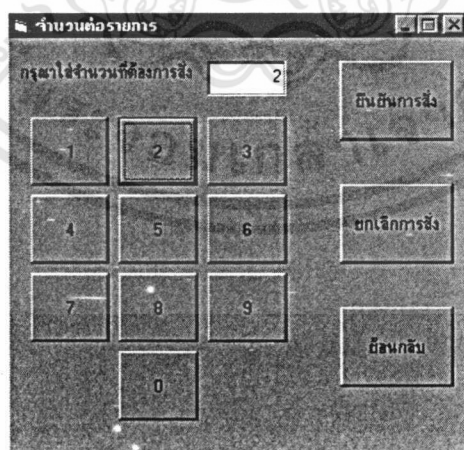 จำนวนต่อรายการ
กรุณาใส่จำนวนที่ต้องการสั่ง 2
ยืนยันการสั่ง
1 2 3
4 5 6
ยกเลิกการสั่ง
7 8 9
ย้อนกลับ
0